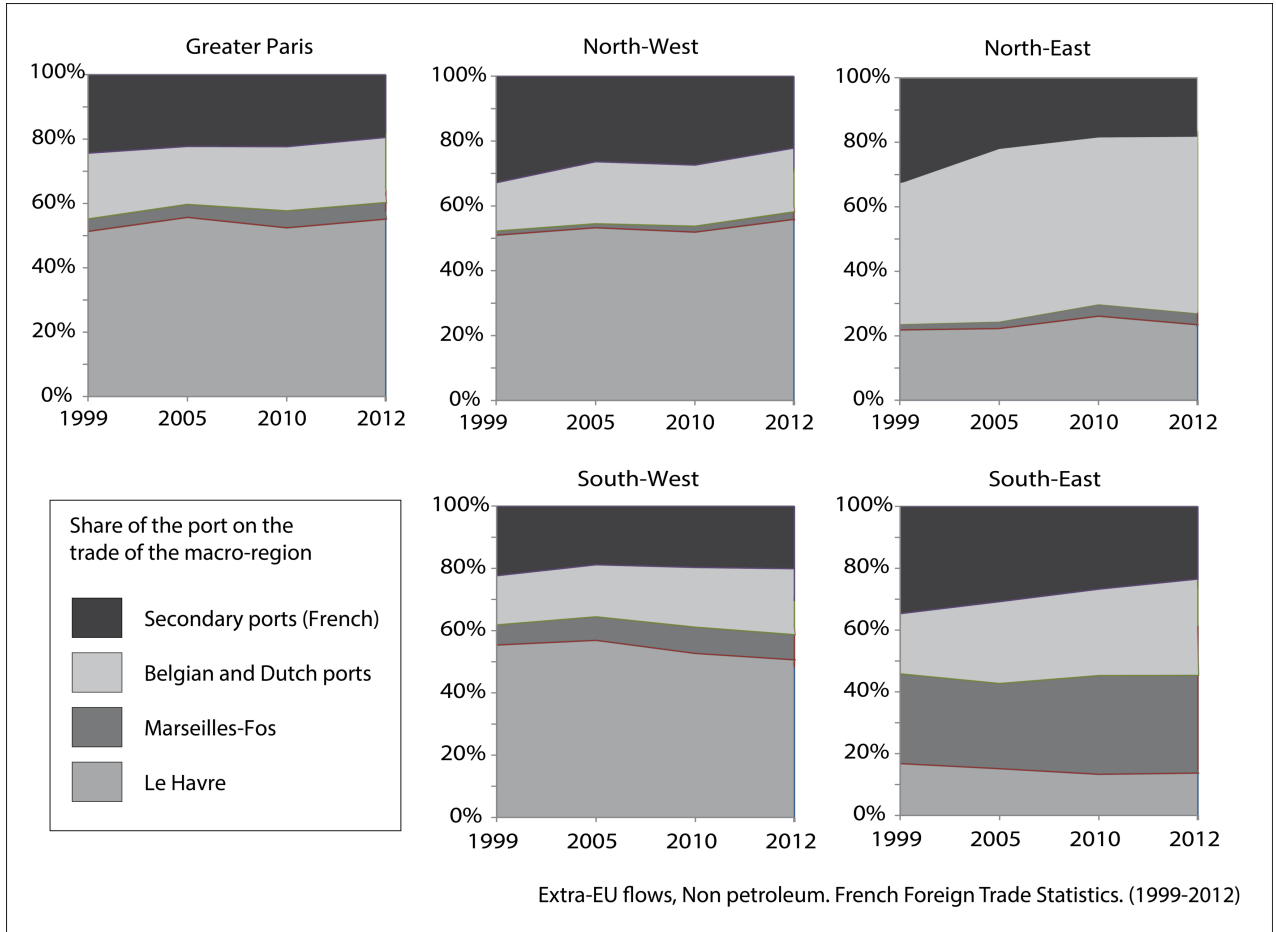 Greater Paris
100%
80%
60%
40%
20%
0%
1999 2005 2010 2012
North-West
100%
80%
60%
40%
20%
0%
1999 2005 2010 2012
North-East
100%
80%
60%
40%
20%
0%
1999 2005 2010 2012
Share of the port on the
trade of the macro-region
Secondary ports (French)
Belgian and Dutch ports
Marseilles-Fos
Le Havre
South-West
100%
80%
60%
40%
20%
0%
1999 2005 2010 2012
South-East
100%
80%
60%
40%
20%
0%
1999 2005 2010 2012
Extra-EU flows, Non petroleum. French Foreign Trade Statistics. (1999-2012)